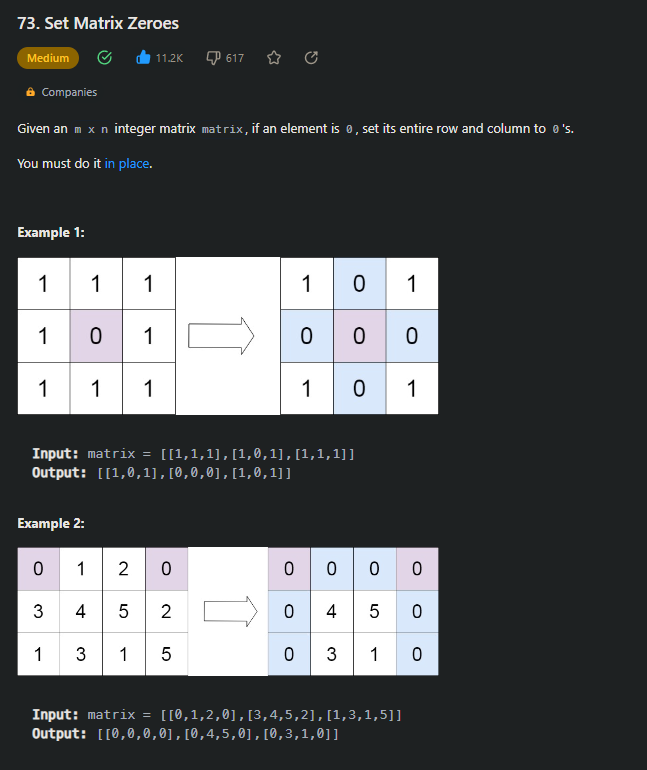 73. Set Matrix Zeroes
Medium 11.2K 617
Companies
Given an m x n integer matrix matrix, if an element is 0, set its entire row and column to 0's.
You must do it in place.
Example 1:
1 1 1 1 0 1
1 0 1 0 0 0
1 1 1 1 0 1
Input: matrix = [[1,1,1],[1,0,1],[1,1,1]]
Output: [[1,0,1],[0,0,0],[1,0,1]]
Example 2:
0 1 2 0 0 0 0 0
3 4 5 2 0 4 5 0
1 3 1 5 0 3 1 0
Input: matrix = [[0,1,2,0],[3,4,5,2],[1,3,1,5]]
Output: [[0,0,0,0],[0,4,5,0],[0,3,1,0]]